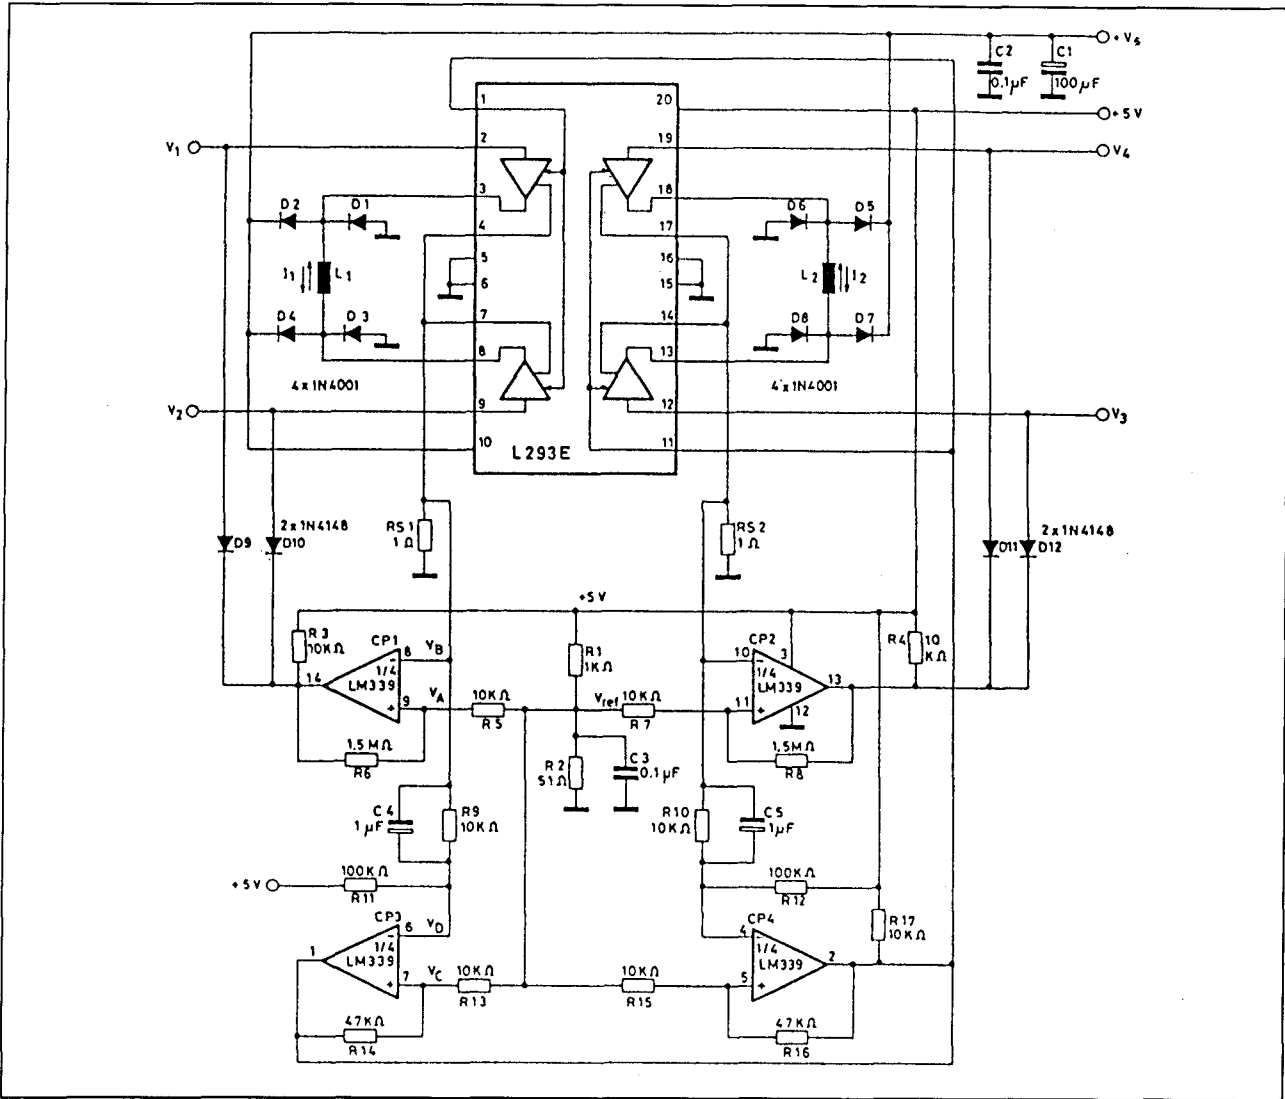 +Vs
C2
C1
0.1µF
100µF
1
20
+5V
V1
2
19
V4
3
18
D2
D1
D6
D5
4
17
5
16
I1
L1
L2
I2
6
15
D4
D3
7
14
D8
D7
8
13
4x1N4001
4x1N4001
V2
9
12
V3
10
11
L293E
RS1
1Ω
RS2
1Ω
2x1N4148
D9
D10
2x1N4148
D11
D12
+5V
R3
10KΩ
CP1
VB
8
-
1/4
LM339
14
9
+
VA
R1
1KΩ
CP2
10
-
3
1/4
LM339
13
11
+
12
R4
10
KΩ
10KΩ
R5
Vref
10KΩ
R7
1.5MΩ
R6
R2
51Ω
C3
0.1µF
1.5MΩ
R8
C4
1µF
R9
10KΩ
R10
10KΩ
C5
1µF
+5V
100KΩ
R11
100KΩ
R12
CP3
6
VD
-
1/4
LM339
1
7
+
VC
10KΩ
R13
10KΩ
R15
CP4
4
-
1/4
LM339
2
5
+
R17
10KΩ
47KΩ
R14
47KΩ
R16